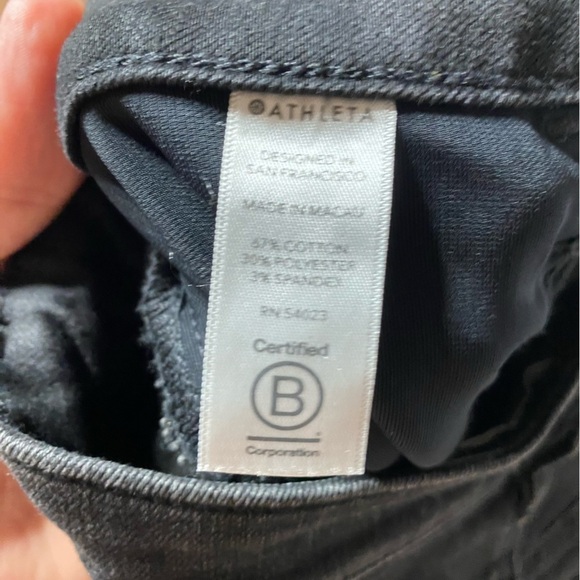 ATHLETA
DESIGNED IN
SAN FRANCISCO
MADE IN MACAU
67% COTTON
30% POLYESTER
3% SPANDEX
RN 54023
Certified
B
Corporation